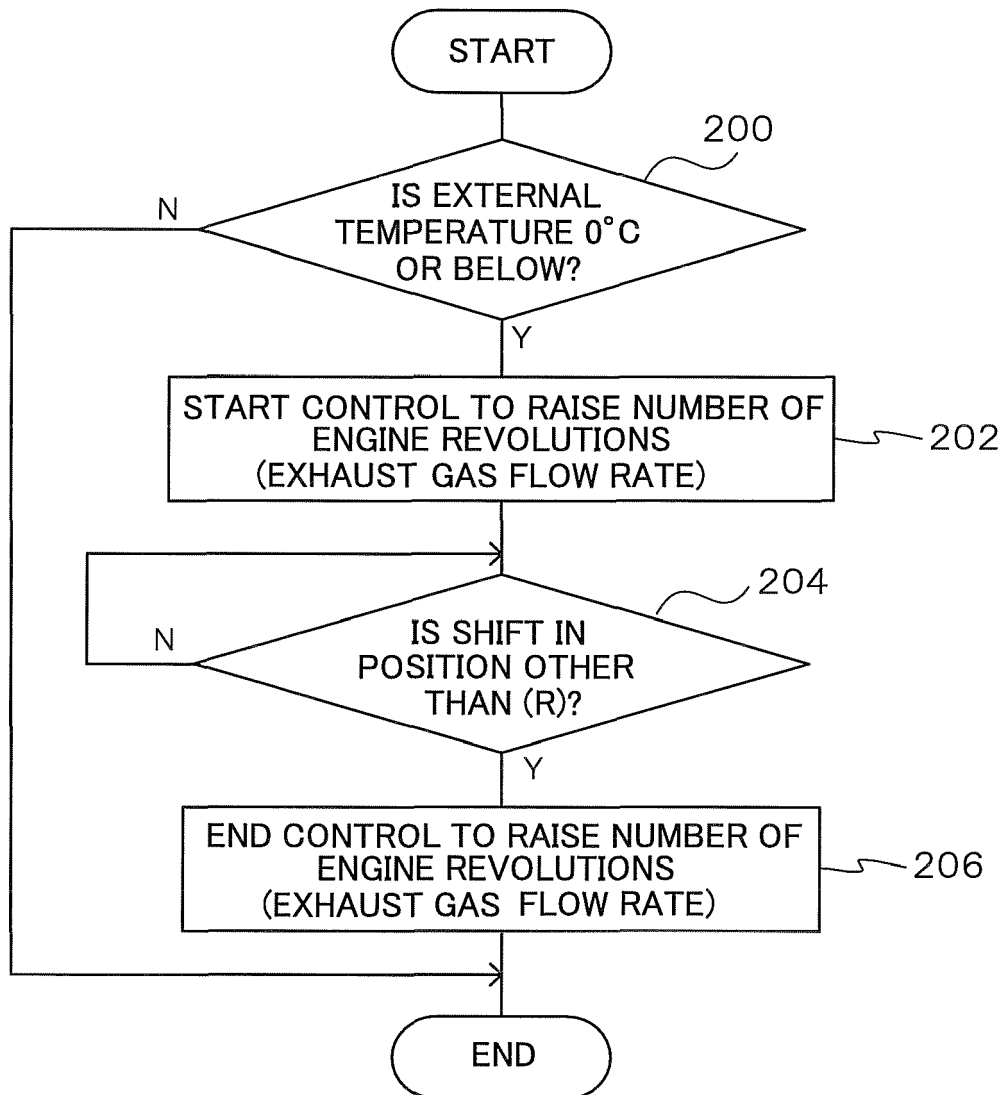 START
200
IS EXTERNAL
TEMPERATURE 0°C
OR BELOW?
N
Y
START CONTROL TO RAISE NUMBER OF
ENGINE REVOLUTIONS
(EXHAUST GAS FLOW RATE)
202
204
IS SHIFT IN
POSITION OTHER
THAN (R)?
N
Y
END CONTROL TO RAISE NUMBER OF
ENGINE REVOLUTIONS
(EXHAUST GAS FLOW RATE)
206
END